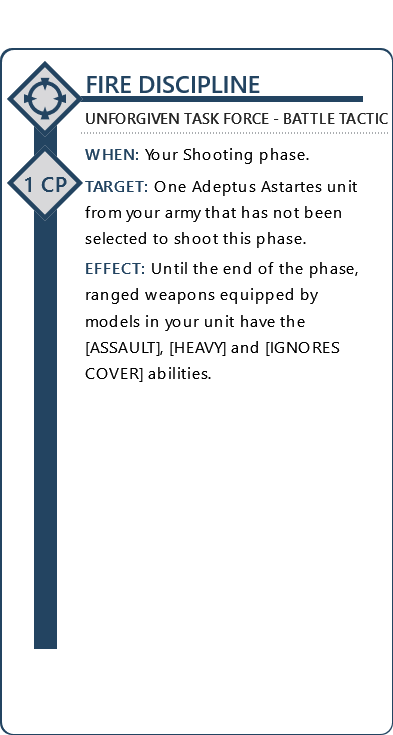 FIRE DISCIPLINE
UNFORGIVEN TASK FORCE - BATTLE TACTIC
WHEN: Your Shooting phase.
1 CP
TARGET: One Adeptus Astartes unit
from your army that has not been
selected to shoot this phase.
EFFECT: Until the end of the phase,
ranged weapons equipped by
models in your unit have the
[ASSAULT], [HEAVY] and [IGNORES
COVER] abilities.